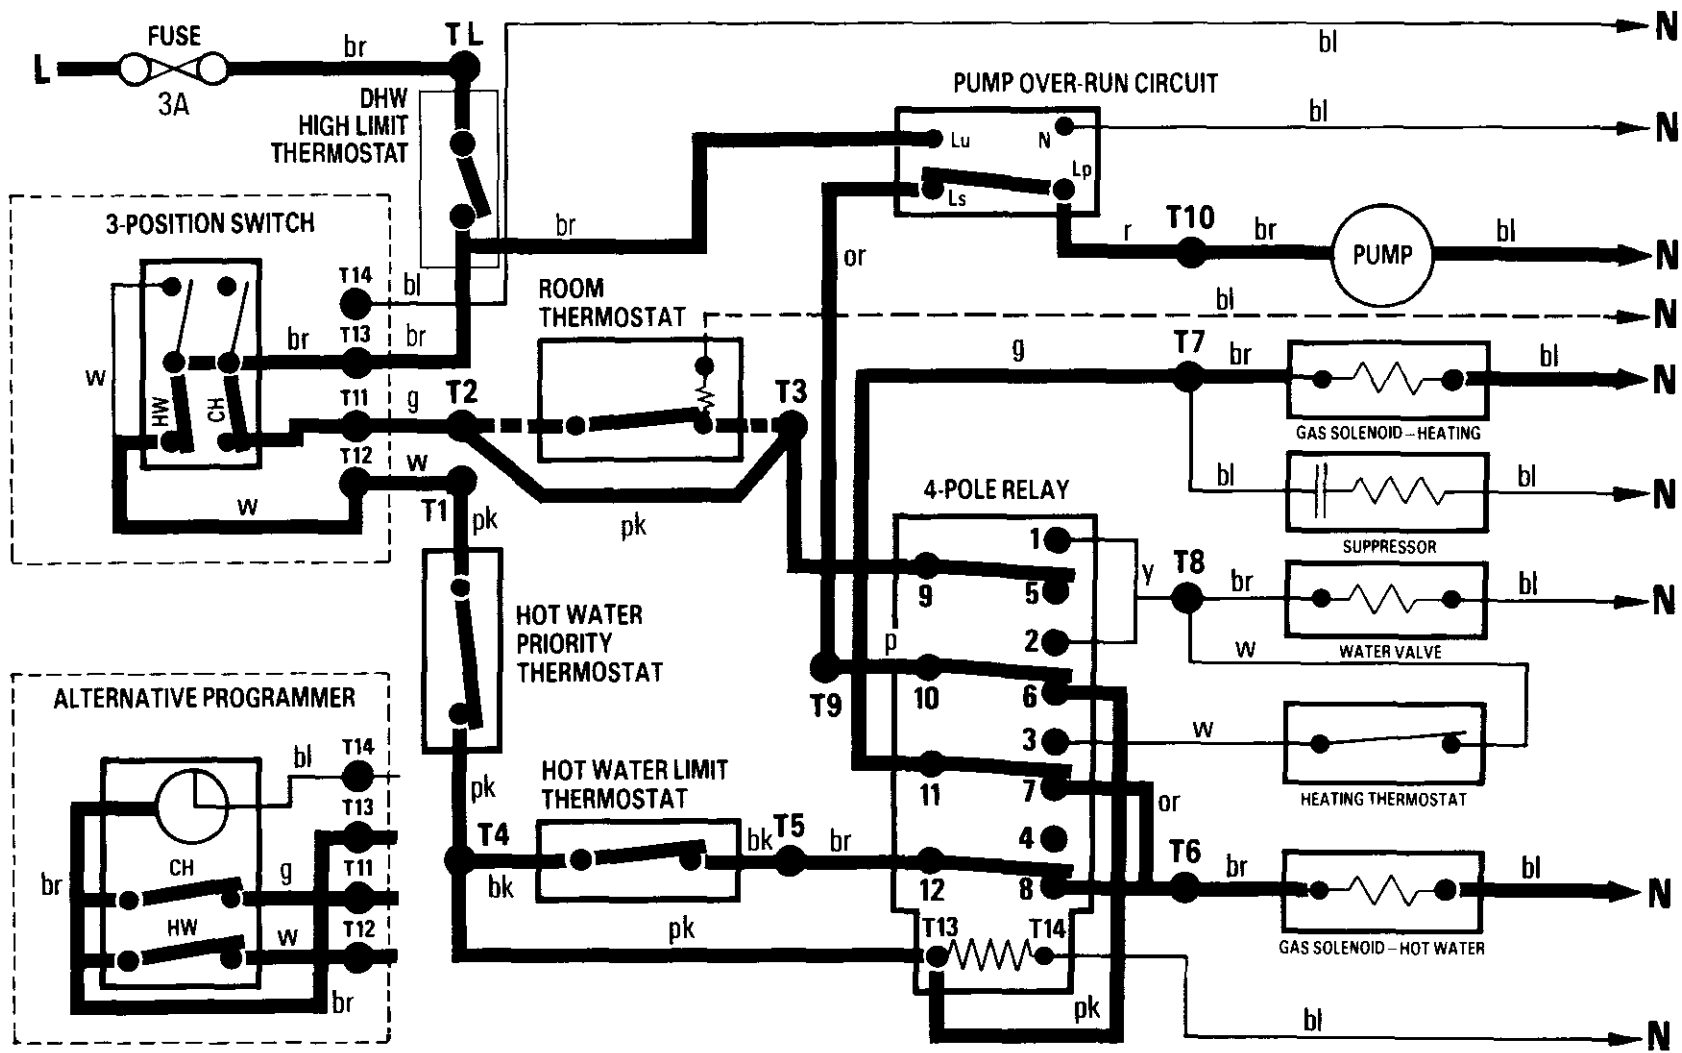 FUSE
L
br
TL
3A
bl
N
DHW
HIGH LIMIT
THERMOSTAT
PUMP OVER-RUN CIRCUIT
Lu
N
Lp
Ls
bl
N
3-POSITION SWITCH
br
or
r
T10
br
PUMP
bl
N
T14
bl
T13
br
br
w
HW
CH
T11
g
T2
T12
w
w
T1
pk
ROOM
THERMOSTAT
bl
N
T3
pk
g
T7
br
bl
N
GAS SOLENOID – HEATING
bl
bl
N
SUPPRESSOR
4-POLE RELAY
1
9
5
y
T8
br
bl
N
WATER VALVE
2
p
T9
10
6
w
3
w
HEATING THERMOSTAT
11
7
or
4
12
8
T6
br
bl
N
GAS SOLENOID – HOT WATER
T13
T14
pk
bl
N
HOT WATER
PRIORITY
THERMOSTAT
pk
HOT WATER LIMIT
THERMOSTAT
T4
bk
bk
T5
br
pk
ALTERNATIVE PROGRAMMER
bl
T14
T13
CH
g
T11
br
HW
w
T12
br